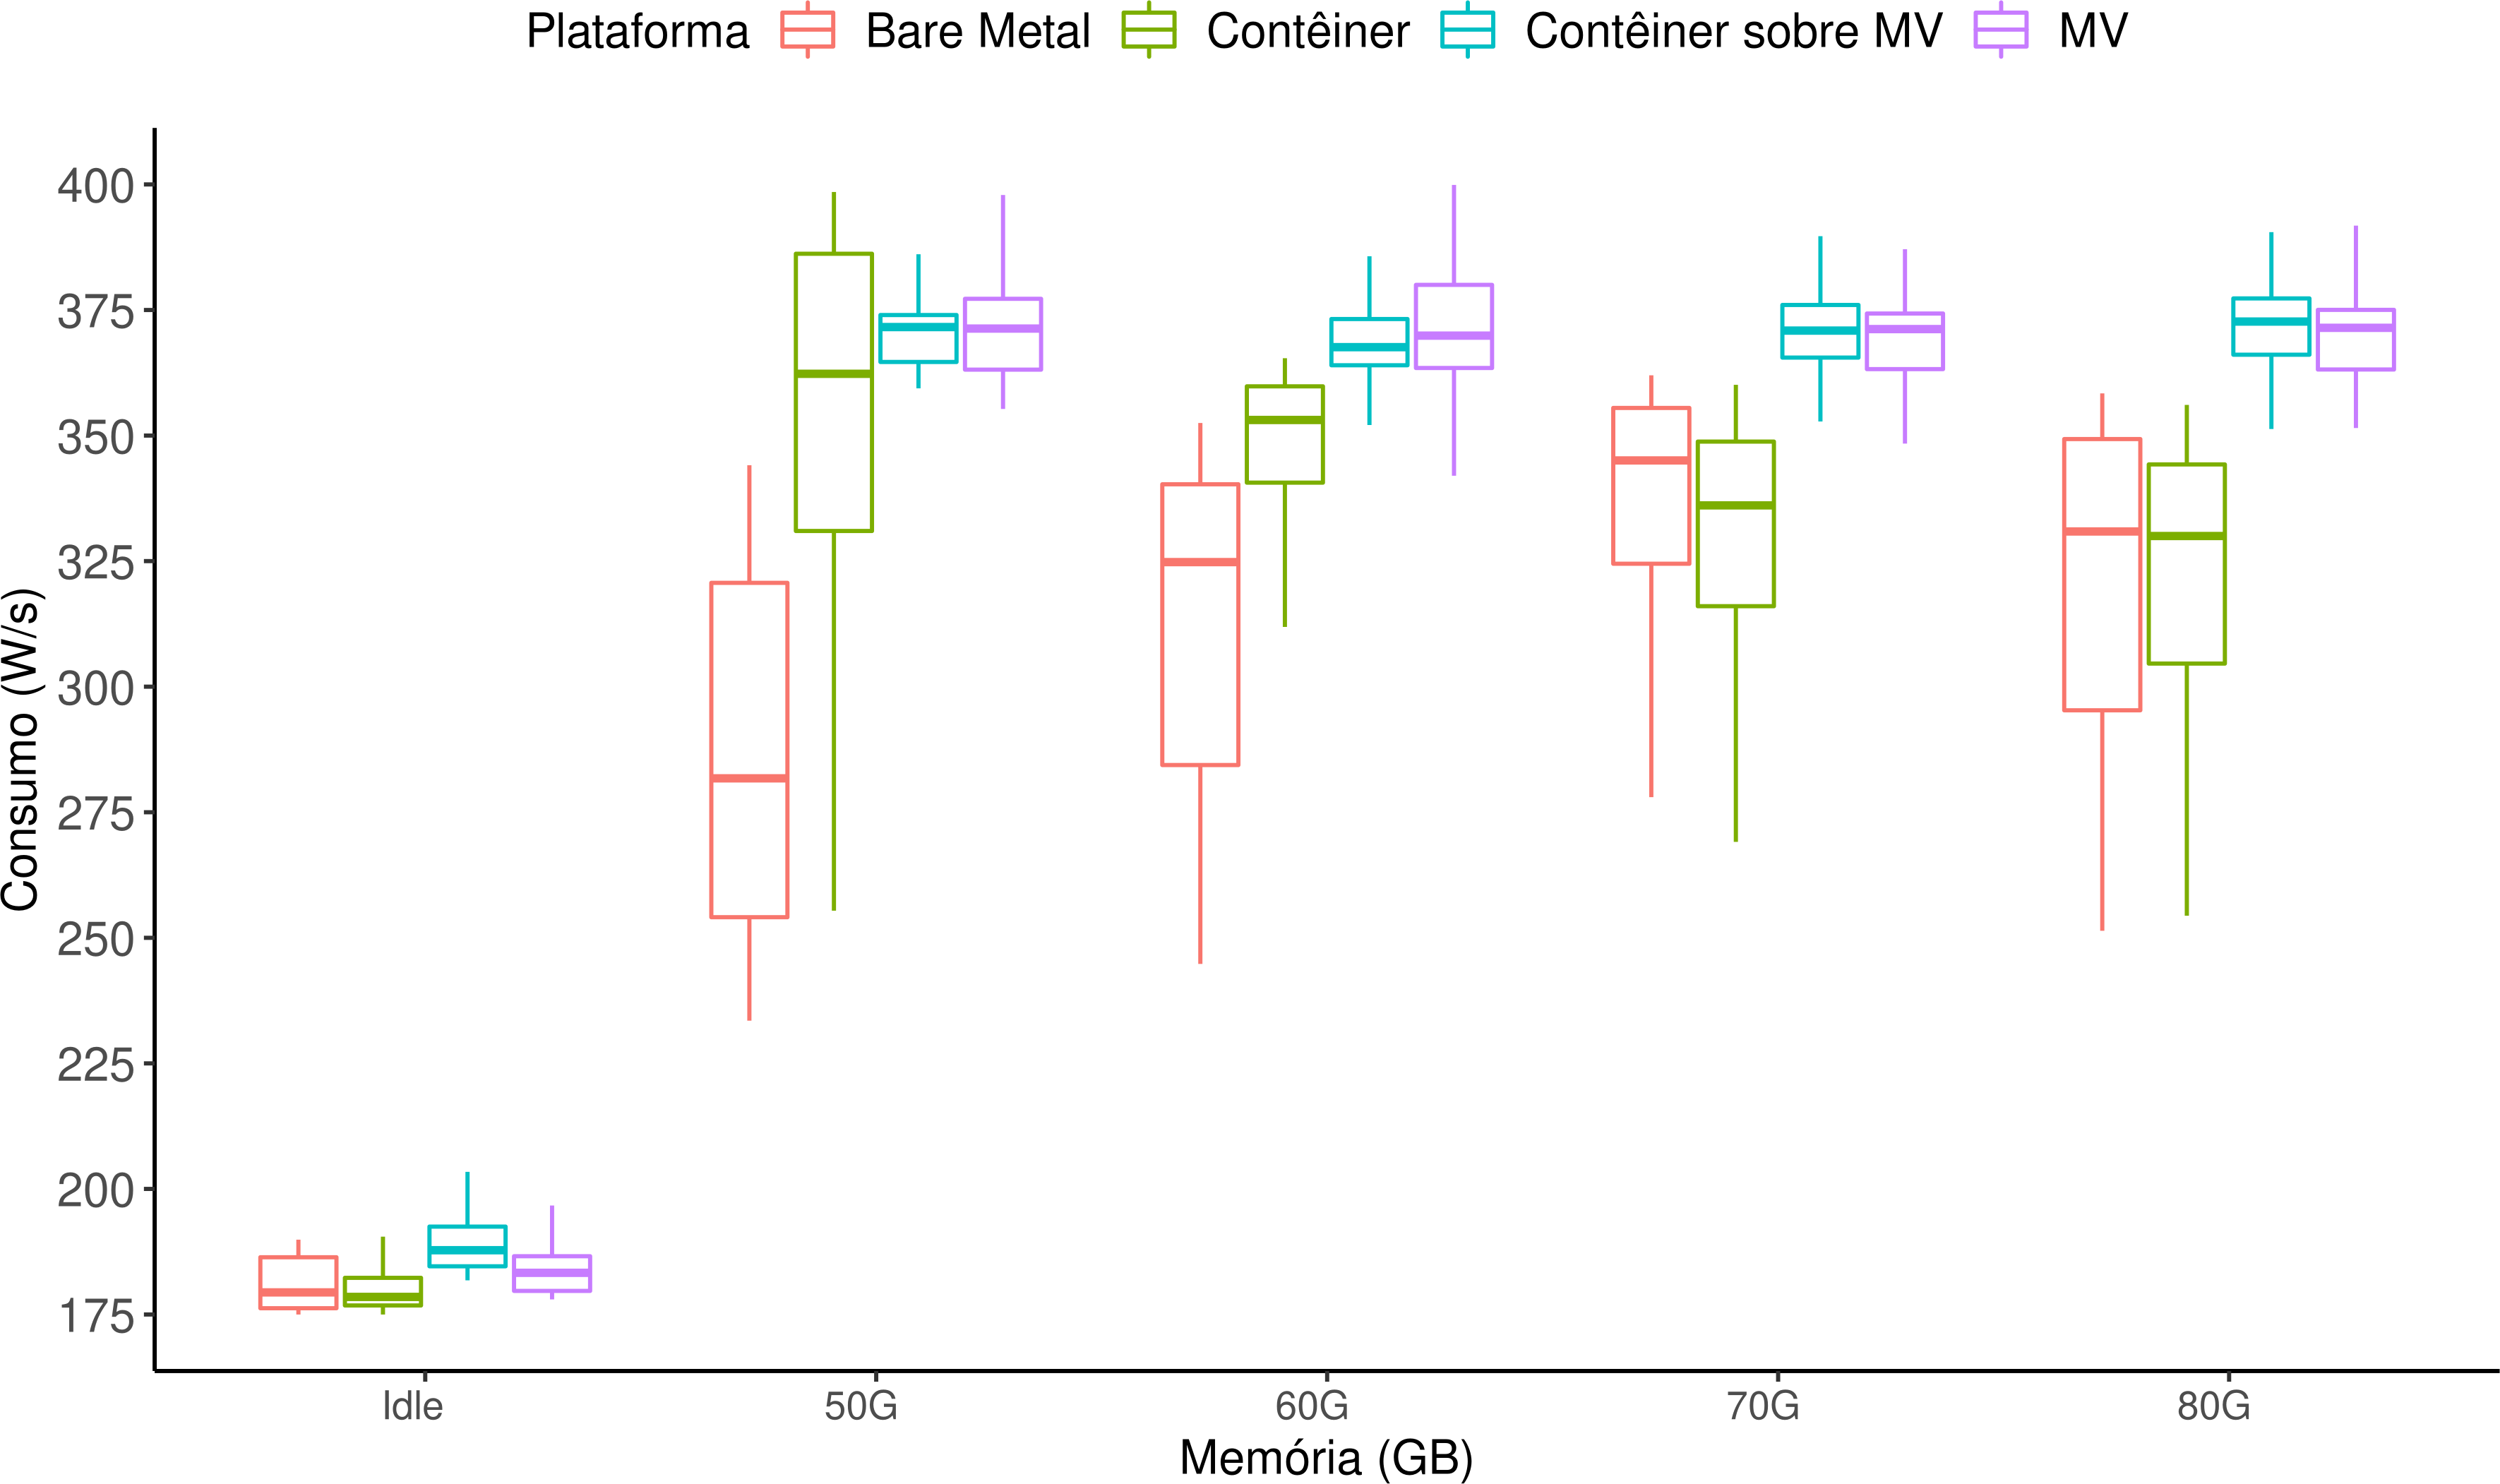 Plataforma Bare Metal Contêiner Contêiner sobre MV MV
Consumo (W/s)
400
375
350
325
300
275
250
225
200
175
Idle 50G 60G 70G 80G
Memória (GB)